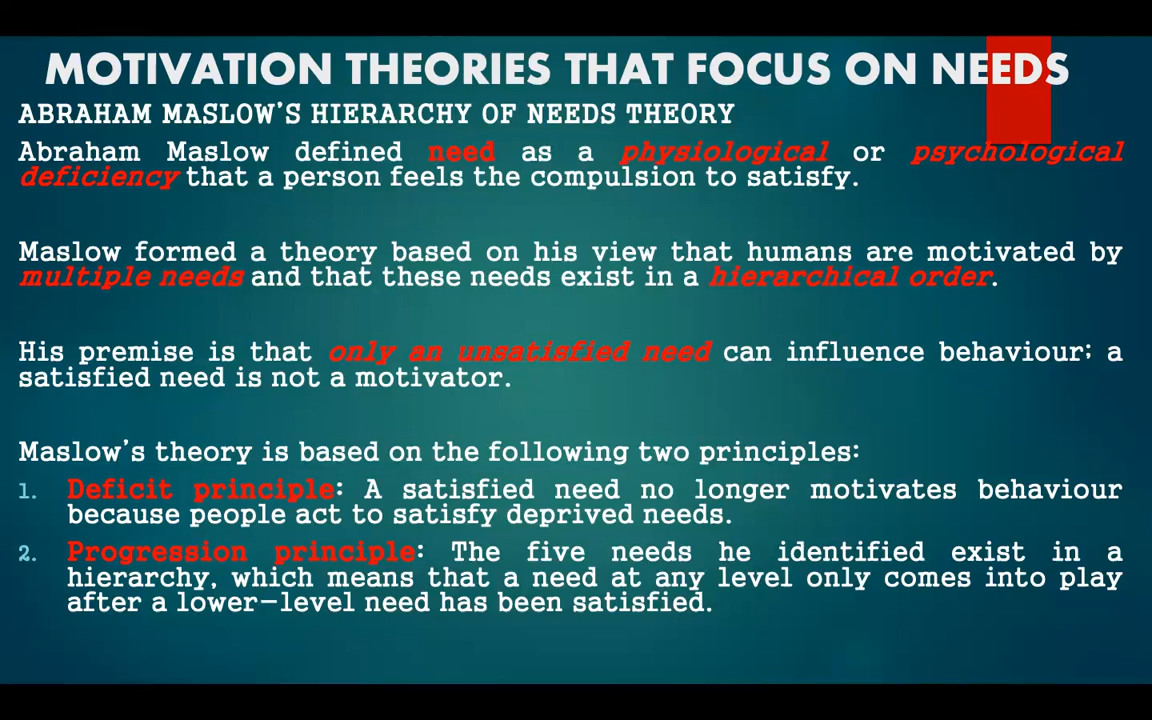 MOTIVATION THEORIES THAT FOCUS ON NEEDS
ABRAHAM MASLOW'S HIERARCHY OF NEEDS THEORY
Abraham Maslow defined need as a physiological or psychological
deficiency that a person feels the compulsion to satisfy.
Maslow formed a theory based on his view that humans are motivated by
multiple needs and that these needs exist in a hierarchical order.
His premise is that only an unsatisfied need can influence behaviour; a
satisfied need is not a motivator.
Maslow's theory is based on the following two principles:
1. Deficit principle: A satisfied need no longer motivates behaviour
because people act to satisfy deprived needs.
2. Progression principle: The five needs he identified exist in a
hierarchy, which means that a need at any level only comes into play
after a lower-level need has been satisfied.